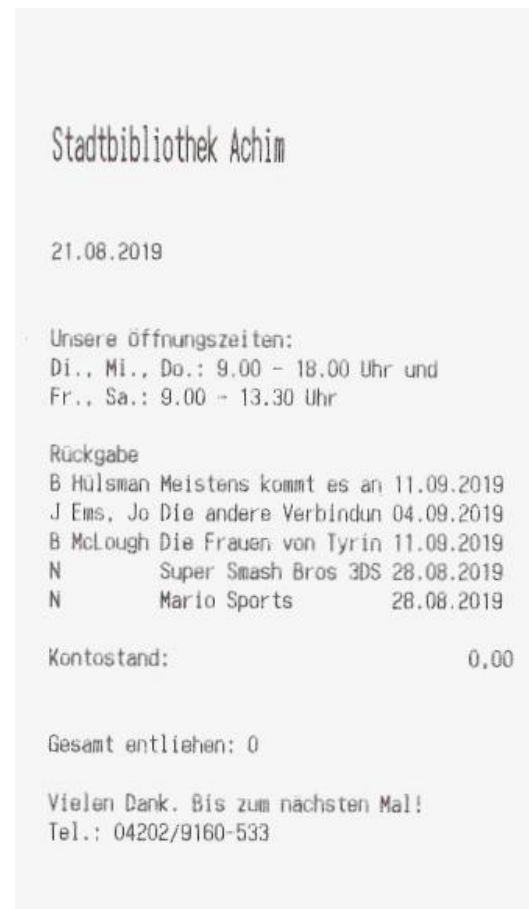 Stadtbibliothek Achim
21.08.2019
Unsere Öffnungszeiten:
Di., Mi., Do.: 9.00 - 18.00 Uhr und
Fr., Sa.: 9.00 - 13.30 Uhr
Rückgabe
B Hülsman Meistens kommt es an 11.09.2019
J Ems, Jo Die andere Verbindun 04.09.2019
B McLough Die Frauen von Tyrin 11.09.2019
N Super Smash Bros 3DS 28.08.2019
N Mario Sports 28.08.2019
Kontostand: 0,00
Gesamt entliehen: 0
Vielen Dank. Bis zum nächsten Mal!
Tel.: 04202/9160-533